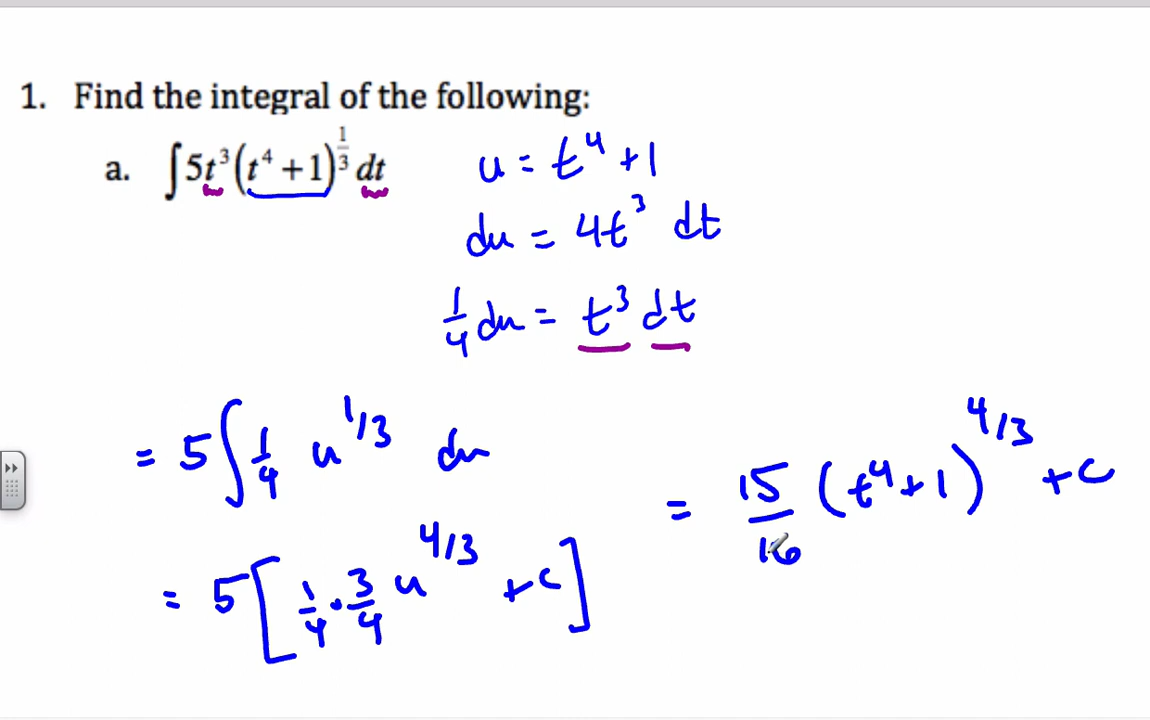 1. Find the integral of the following:
a. ∫5t³(t⁴+1)^(1/3) dt
u = t⁴ + 1
du = 4t³ dt
1/4 du = t³ dt
= 5∫ 1/4 u^(1/3) du
= 5[1/4 · 3/4 u^(4/3) + c]
= 15/16 (t⁴+1)^(4/3) + c